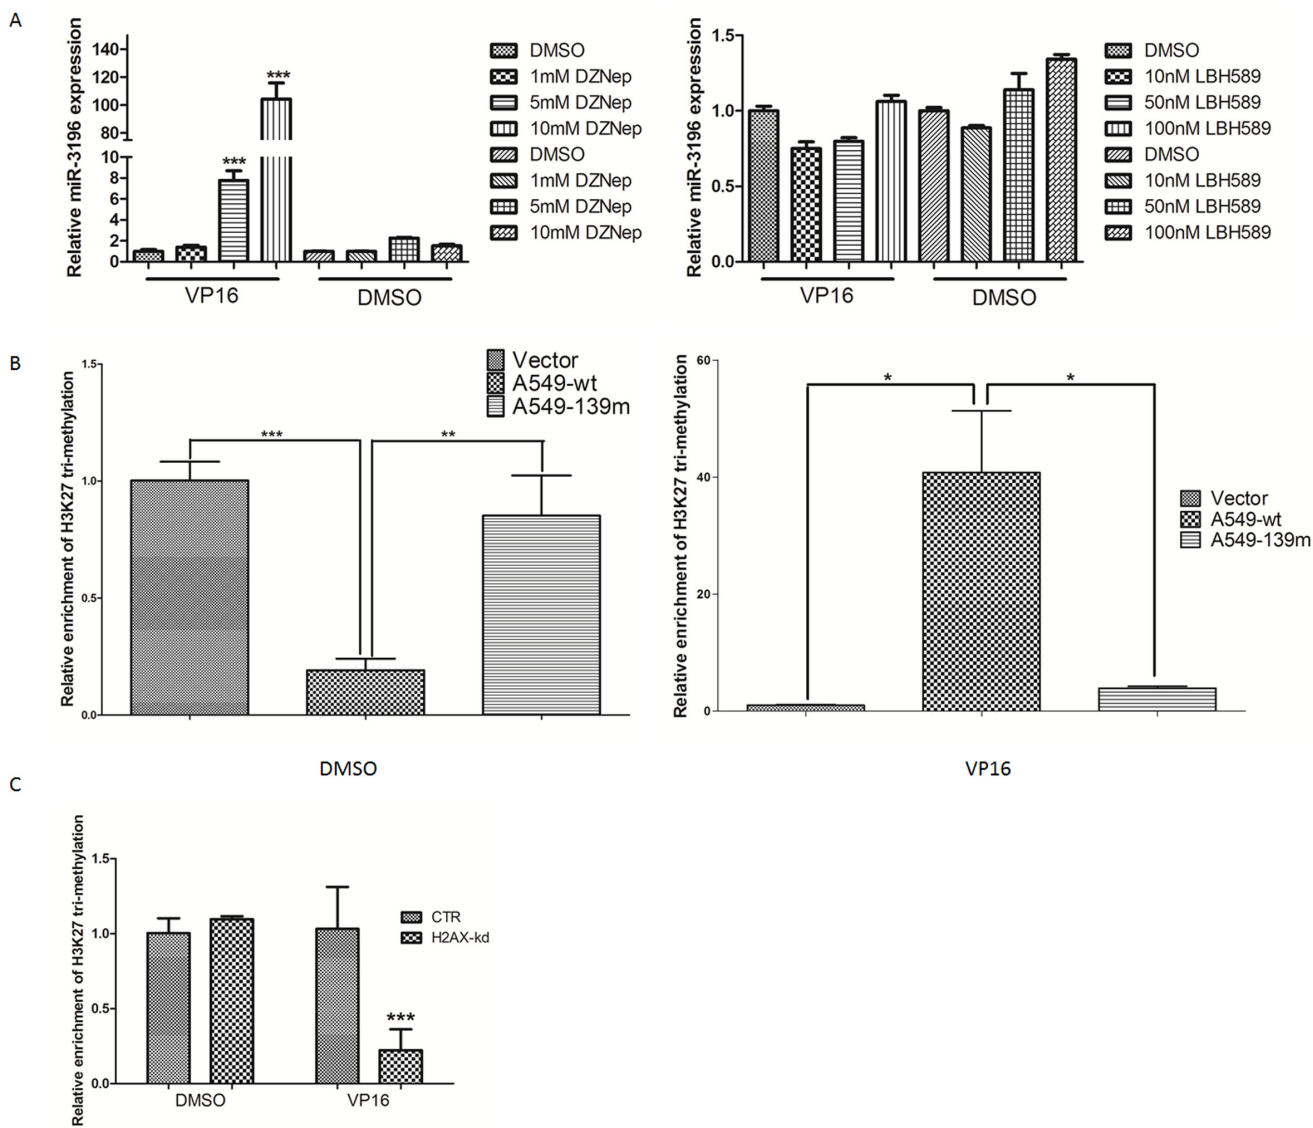 A
Relative miR-3196 expression
140
120
100
80
10
8
6
4
2
0
***
***
VP16
DMSO
DMSO
1mM DZNep
5mM DZNep
10mM DZNep
DMSO
1mM DZNep
5mM DZNep
10mM DZNep
Relative miR-3196 expression
1.5
1.0
0.5
0.0
VP16
DMSO
DMSO
10nM LBH589
50nM LBH589
100nM LBH589
DMSO
10nM LBH589
50nM LBH589
100nM LBH589
B
Relative enrichment of H3K27 tri-methylation
1.5
1.0
0.5
0.0
***
**
Vector
A549-wt
A549-139m
DMSO
Relative enrichment of H3K27 tri-methylation
60
40
20
0
*
*
Vector
A549-wt
A549-139m
VP16
C
Relative enrichment of H3K27 tri-methylation
1.5
1.0
0.5
0.0
***
DMSO
VP16
CTR
H2AX-kd